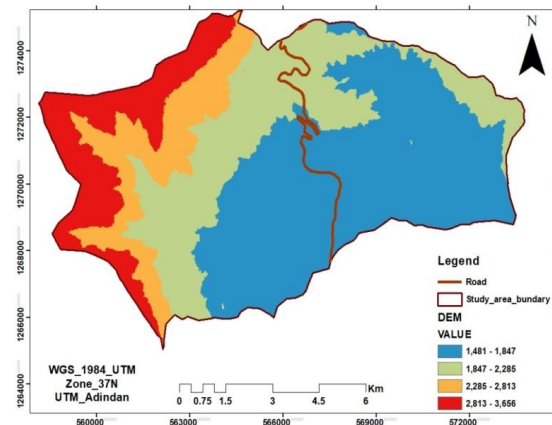 N
1274000
1272000
1270000
1268000
1266000
1264000
Legend
Road
Study_area_bundary
DEM
VALUE
1,481 - 1,847
1,847 - 2,285
2,285 - 2,813
2,813 - 3,656
WGS_1984_UTM
Zone_37N
UTM_Adindan
Km
0 0.75 1.5 3 4.5 6
560000 563000 566000 569000 572000